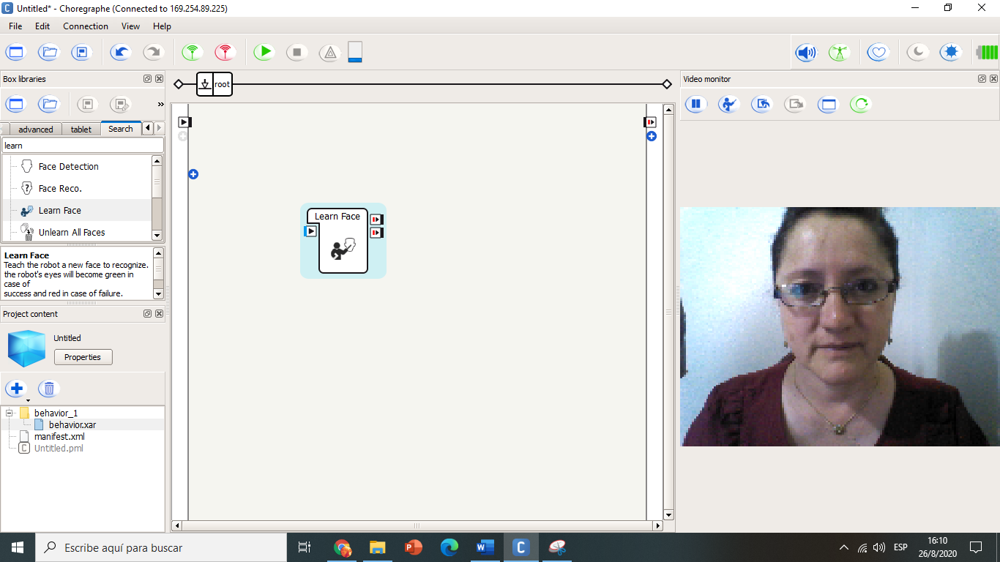 Untitled* - Choregraphe (Connected to 169.254.89.225)
File Edit Connection View Help
Box libraries
root
Video monitor
advanced tablet Search
learn
Face Detection
Face Reco.
Learn Face
Unlearn All Faces
Learn Face
Teach the robot a new face to recognize.
the robot's eyes will become green in
case of
success and red in case of failure.
Learn Face
Project content
Untitled
Properties
behavior_1
behavior.xar
manifest.xml
Untitled.pml
Escribe aquí para buscar
ESP
16:10
26/8/2020